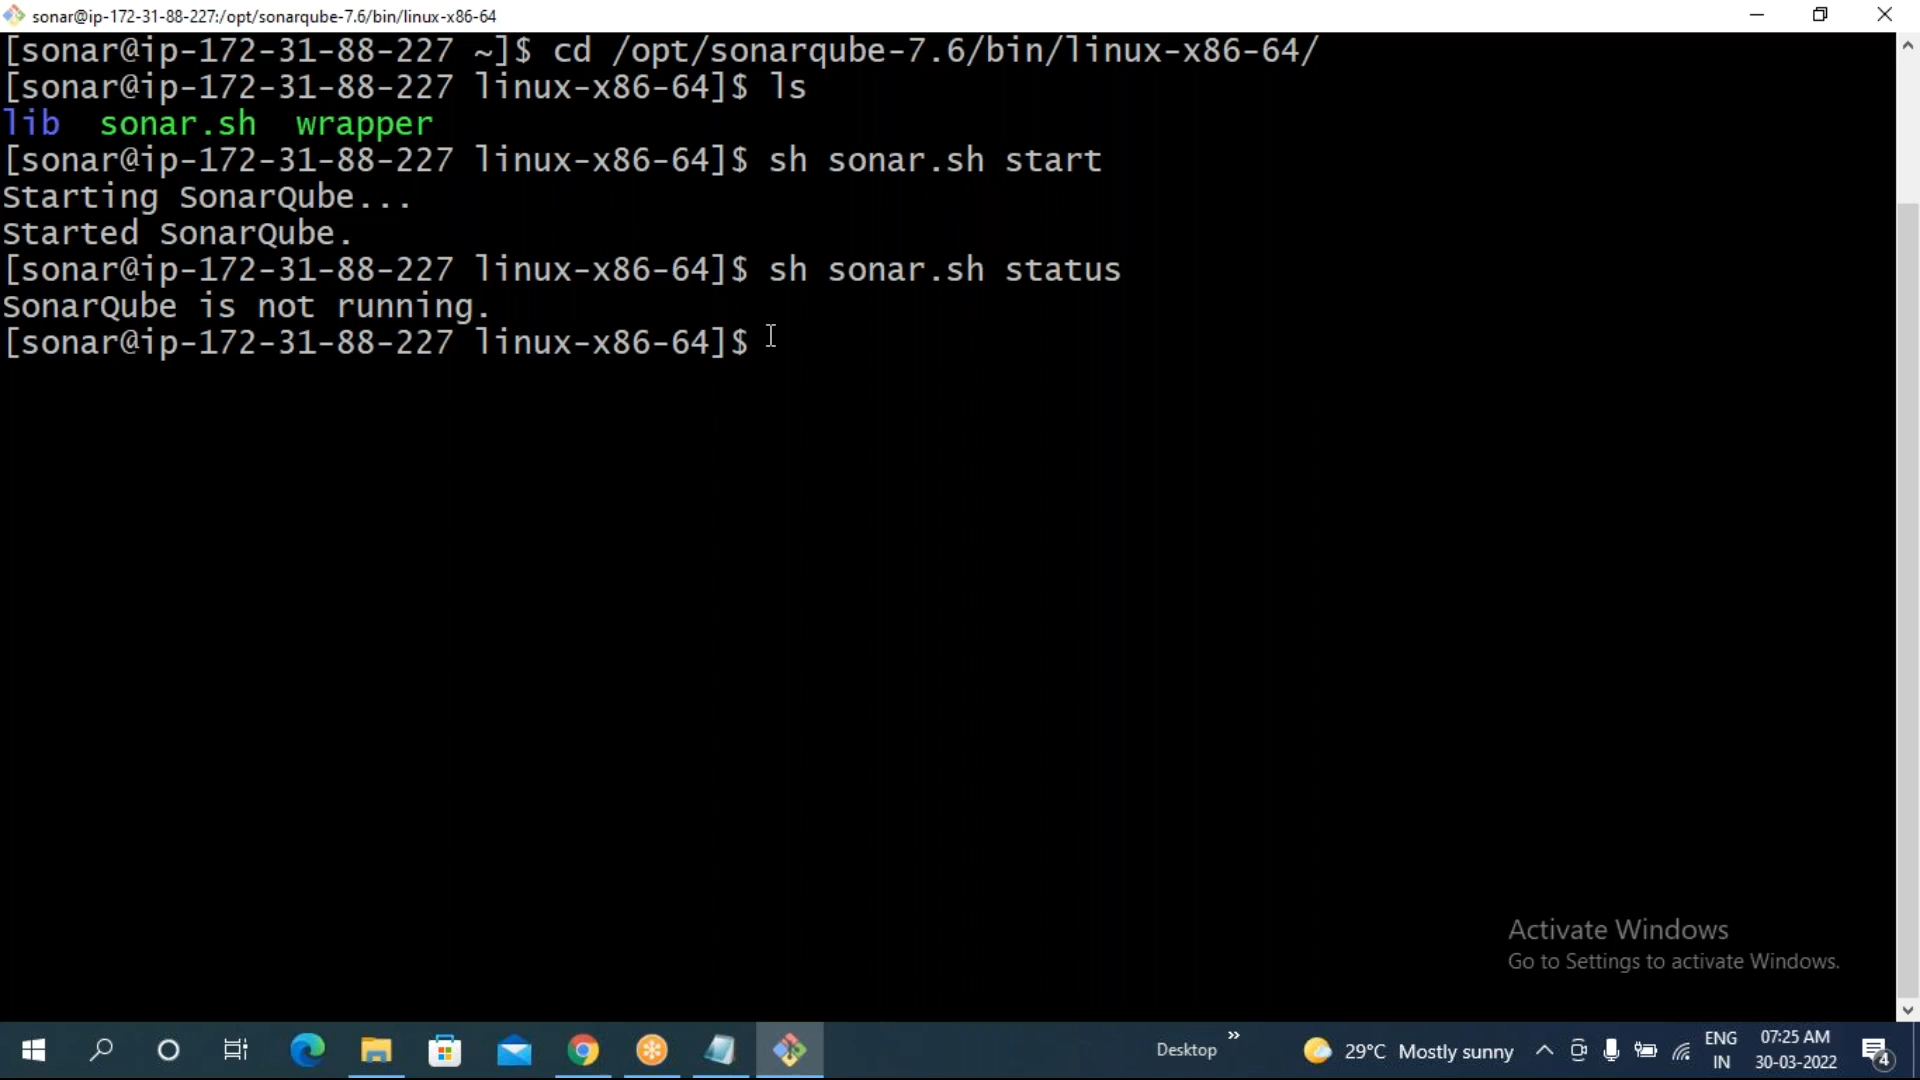 sonar@ip-172-31-88-227:/opt/sonarqube-7.6/bin/linux-x86-64
[sonar@ip-172-31-88-227 ~]$ cd /opt/sonarqube-7.6/bin/linux-x86-64/
[sonar@ip-172-31-88-227 linux-x86-64]$ ls
lib  sonar.sh  wrapper
[sonar@ip-172-31-88-227 linux-x86-64]$ sh sonar.sh start
Starting SonarQube...
Started SonarQube.
[sonar@ip-172-31-88-227 linux-x86-64]$ sh sonar.sh status
SonarQube is not running.
[sonar@ip-172-31-88-227 linux-x86-64]$
Activate Windows
Go to Settings to activate Windows.
Desktop
29°C Mostly sunny
ENG
IN
07:25 AM
30-03-2022
4